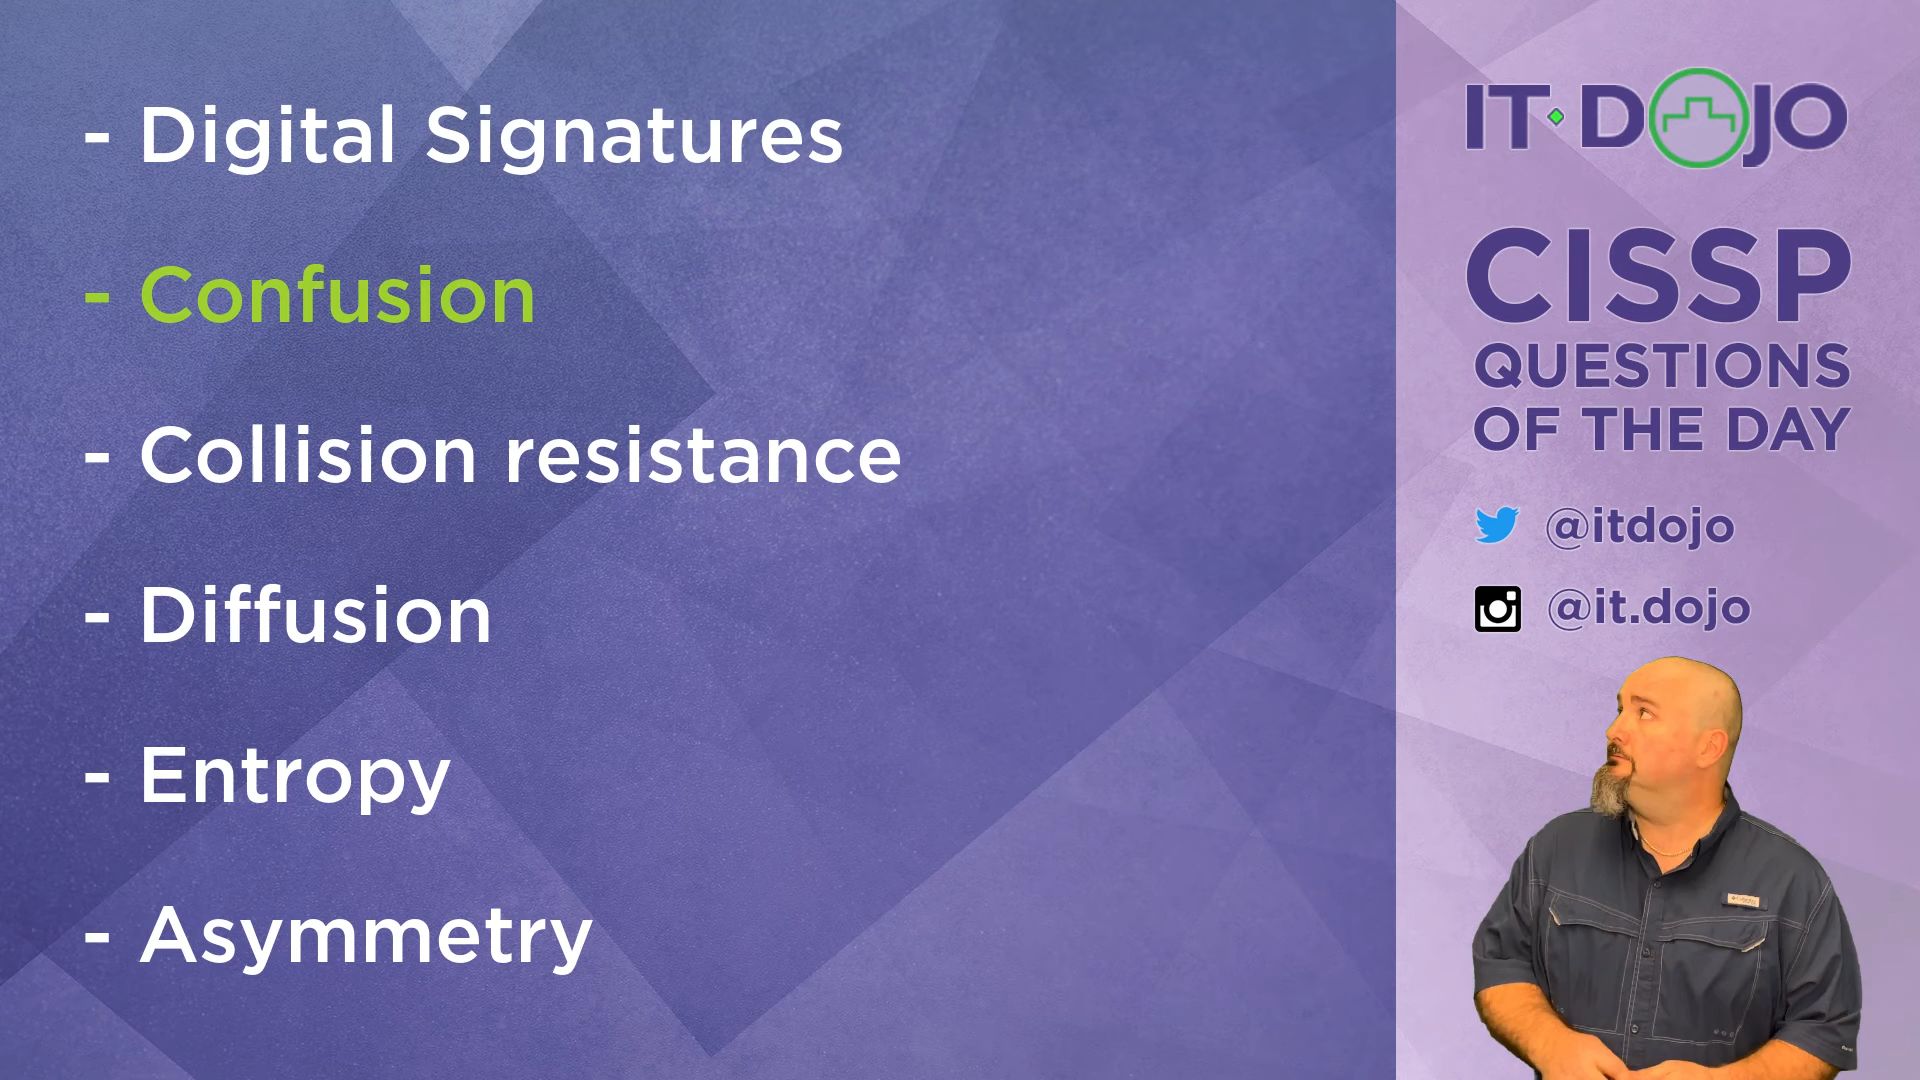 - Digital Signatures
- Confusion
- Collision resistance
- Diffusion
- Entropy
- Asymmetry
IT·DOJO
CISSP
QUESTIONS
OF THE DAY
@itdojo
@it.dojo